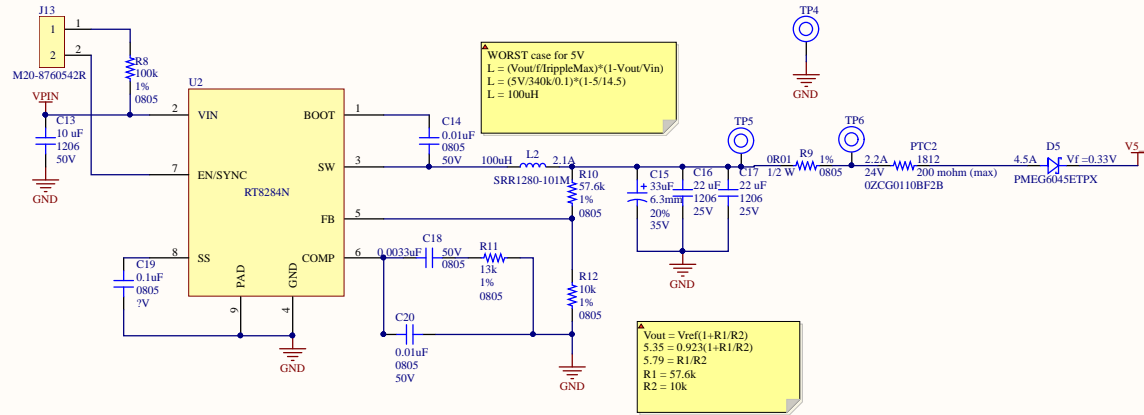 J13
1
2
1
2
M20-8760542R
R8
100k
1%
0805
VPIN
C13
10 uF
1206
50V
GND
U2
2
VIN
7
EN/SYNC
RT8284N
8
SS
PAD
9
GND
4
BOOT
1
SW
3
FB
5
COMP
6
C19
0.1uF
0805
?V
GND
C14
0.01uF
0805
50V
WORST case for 5V
L = (Vout/f/IrippleMax)*(1-Vout/Vin)
L = (5V/340k/0.1)*(1-5/14.5)
L = 100uH
100uH
L2
2.1A
SRR1280-101M
R10
57.6k
1%
0805
0.0033uF
C18
50V
0805
R11
13k
1%
0805
C20
0.01uF
0805
50V
R12
10k
1%
0805
GND
C15
33uF
6.3mm
20%
35V
C16
22 uF
1206
25V
C17
22 uF
1206
25V
GND
TP4
GND
TP5
0R01
1/2 W
R9
1%
0805
TP6
2.2A
24V
0ZCG0110BF2B
PTC2
1812
200 mohm (max)
4.5A
D5
Vf =0.33V
PMEG6045ETPX
V5
Vout = Vref(1+R1/R2)
5.35 = 0.923(1+R1/R2)
5.79 = R1/R2
R1 = 57.6k
R2 = 10k